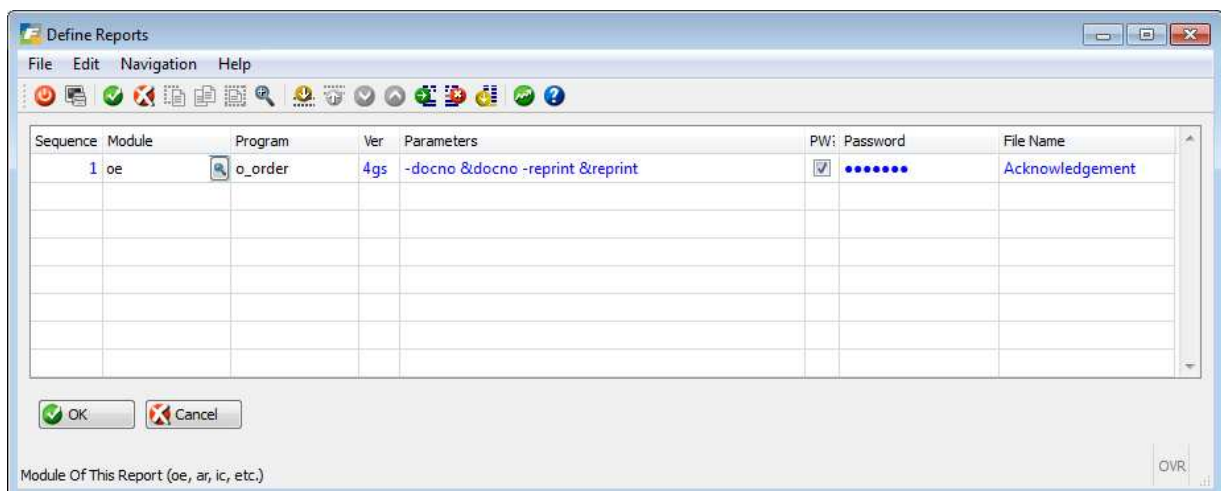 Define Reports
File Edit Navigation Help
Sequence Module Program Ver Parameters PW? Password File Name
1 oe o_order 4gs -docno &docno -reprint &reprint ●●●●●●● Acknowledgement
OK Cancel
Module Of This Report (oe, ar, ic, etc.)
OVR